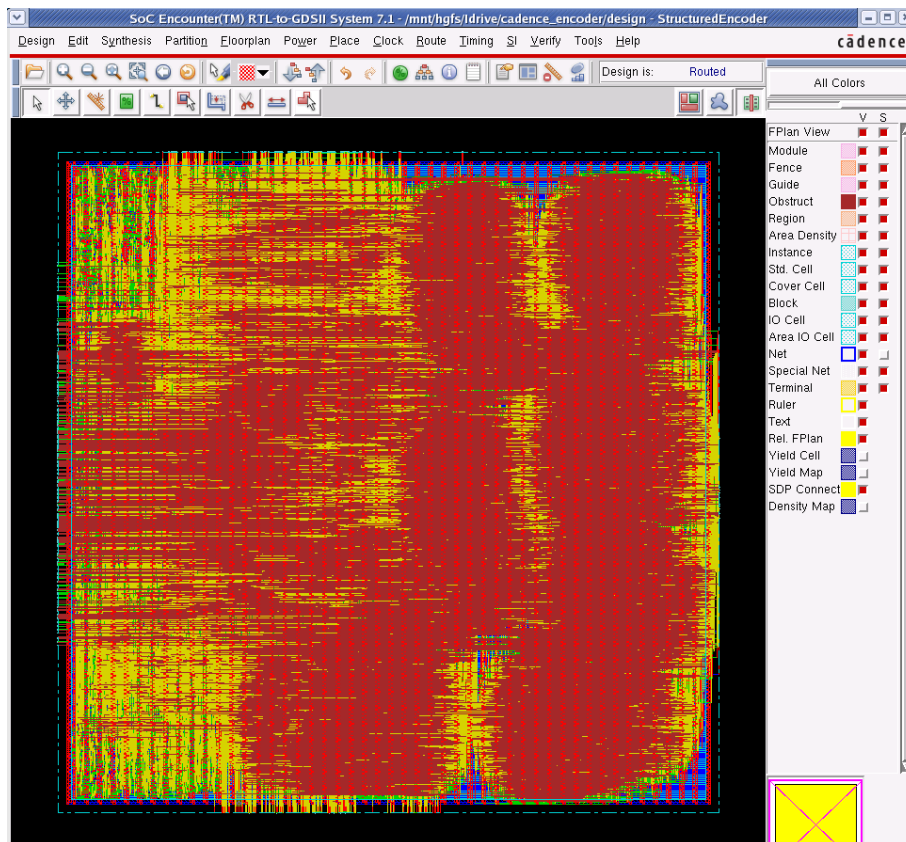 SoC Encounter(TM) RTL-to-GDSII System 7.1 - /mnt/hgfs/Idrive/cadence_encoder/design - StructuredEncoder
Design Edit Synthesis Partition Floorplan Power Place Clock Route Timing SI Verify Tools Help cādence
Design is: Routed
All Colors
V S
FPlan View
Module
Fence
Guide
Obstruct
Region
Area Density
Instance
Std. Cell
Cover Cell
Block
IO Cell
Area IO Cell
Net
Special Net
Terminal
Ruler
Text
Rel. FPlan
Yield Cell
Yield Map
SDP Connect
Density Map